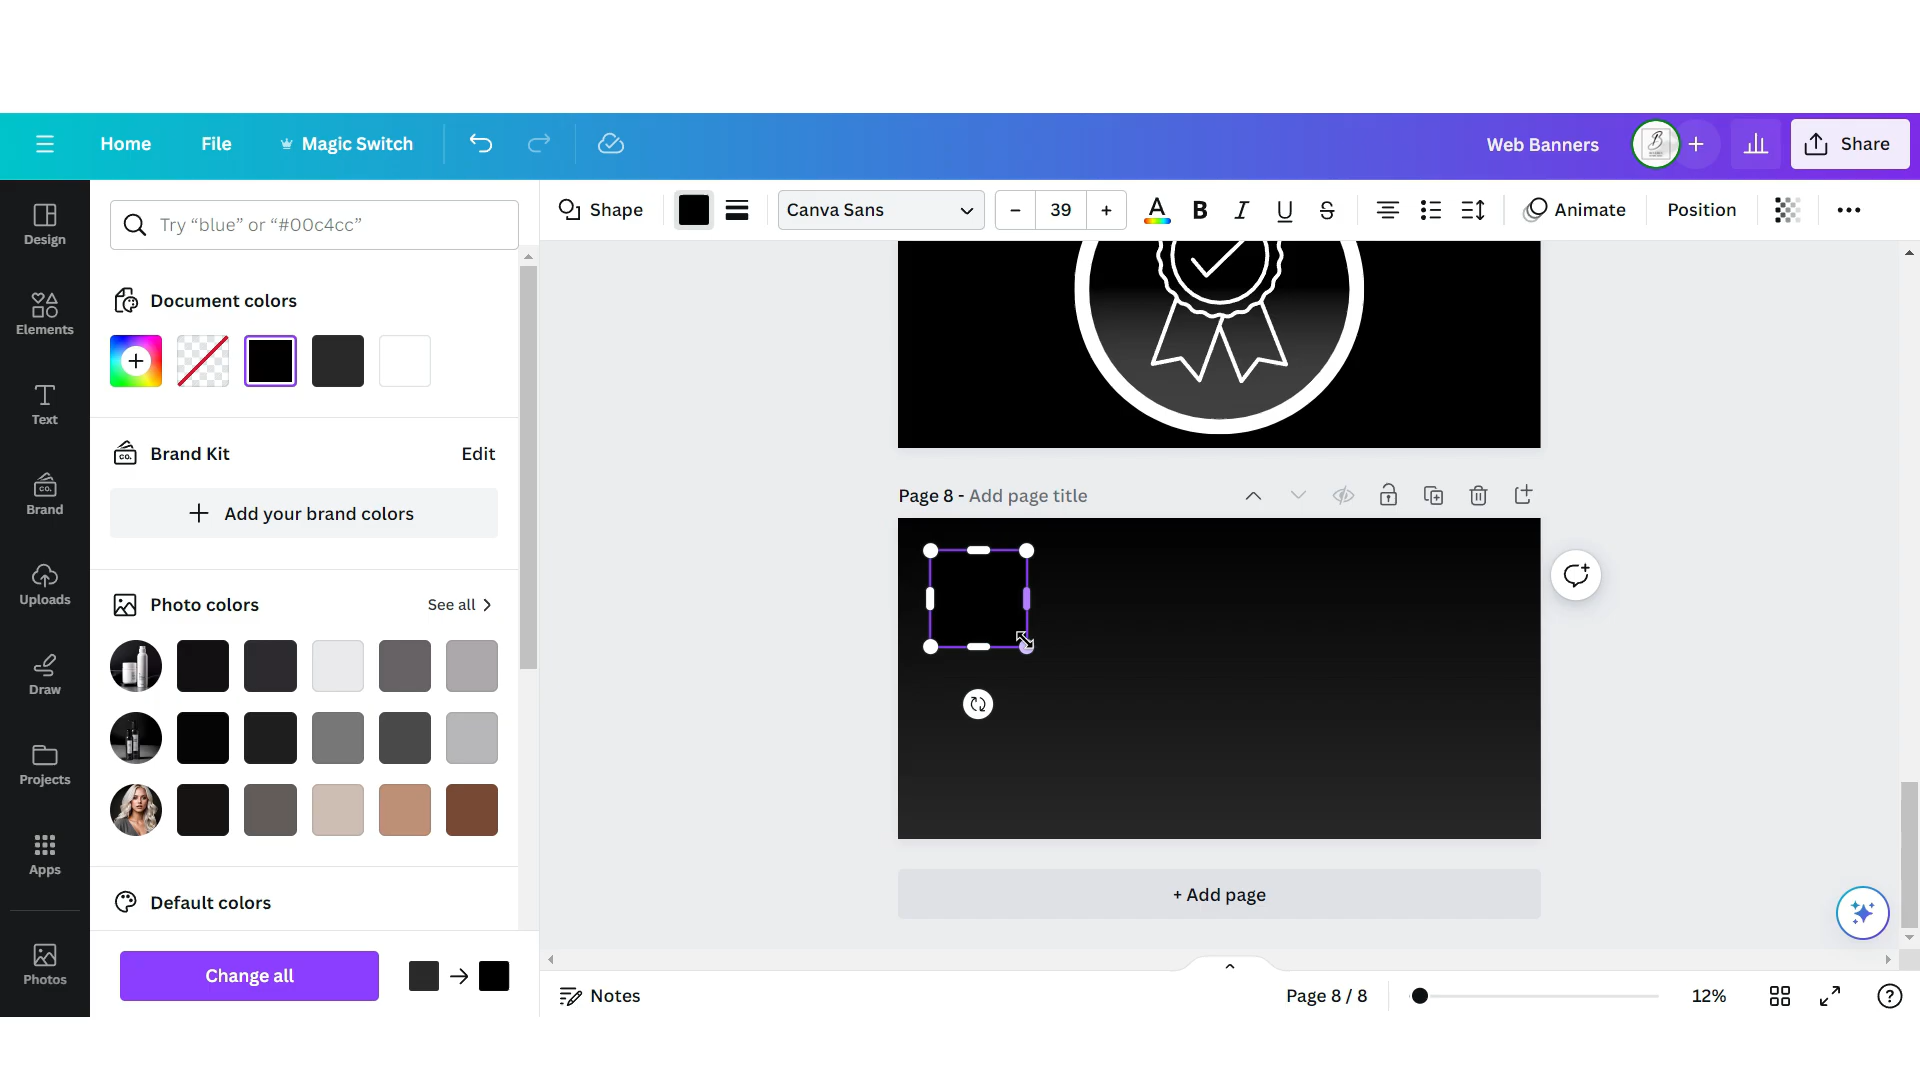 Home File Magic Switch Web Banners Share
Design
Elements
Text
Brand
Uploads
Draw
Projects
Apps
Photos
Try “blue” or “#00c4cc”
Document colors
Brand Kit Edit
CO.
Add your brand colors
Photo colors See all
Default colors
Change all
Shape Canva Sans – 39 + A B I U S Animate Position
Page 8 - Add page title
+ Add page
Notes Page 8 / 8 12%